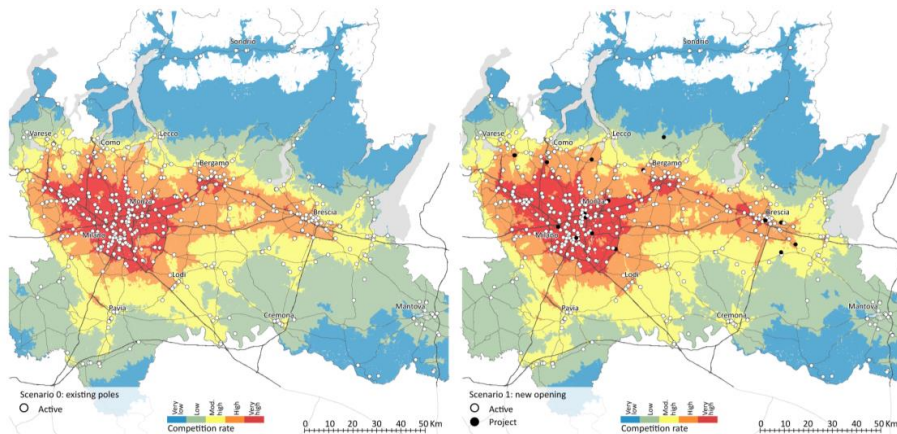 Sondrio
Varese
Como
Lecco
Bergamo
Monza
Milano
Brescia
Lodi
Pavia
Cremona
Mantova
Scenario 0: existing poles
Active
Very low
Low
Mod. high
High
Very high
Competition rate
0 10 20 30 40 50 Km
Sondrio
Varese
Como
Lecco
Bergamo
Monza
Milano
Brescia
Lodi
Pavia
Cremona
Mantova
Scenario 1: new opening
Active
Project
Very low
Low
Mod. high
High
Very high
Competition rate
0 10 20 30 40 50 Km